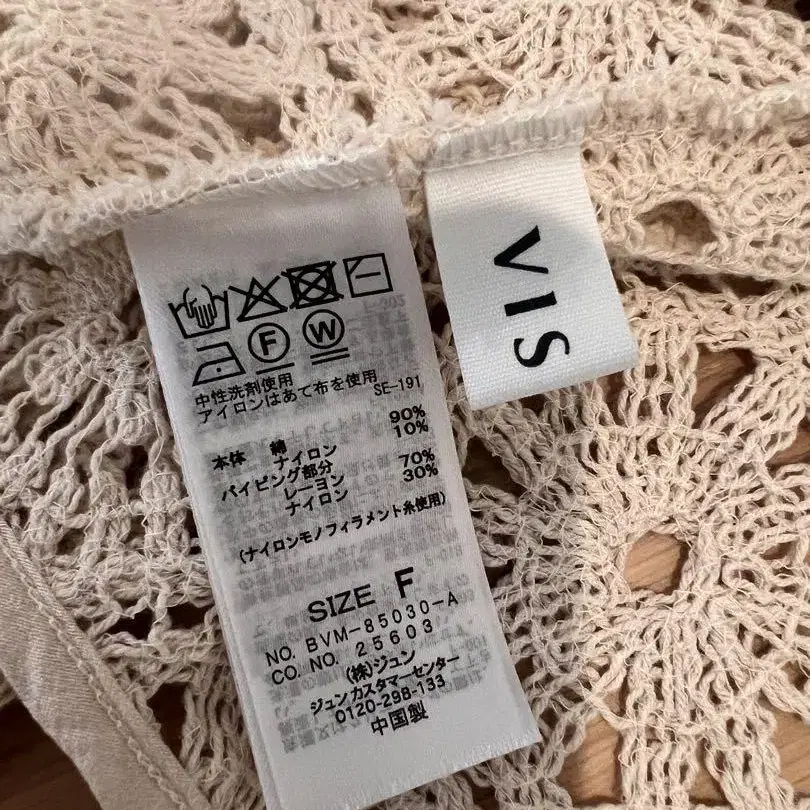 F W
中性洗剤使用
アイロンはあて布を使用 SE-191
90%
本体 綿 10%
ナイロン
パイピング部分 70%
レーヨン 30%
ナイロン
(ナイロンモノフィラメント糸使用)
SIZE F
NO. BVM-85030-A
CO. NO. 25603
(株)ジュン
ジュンカスタマーセンター
0120-298-133
中国製
VIS